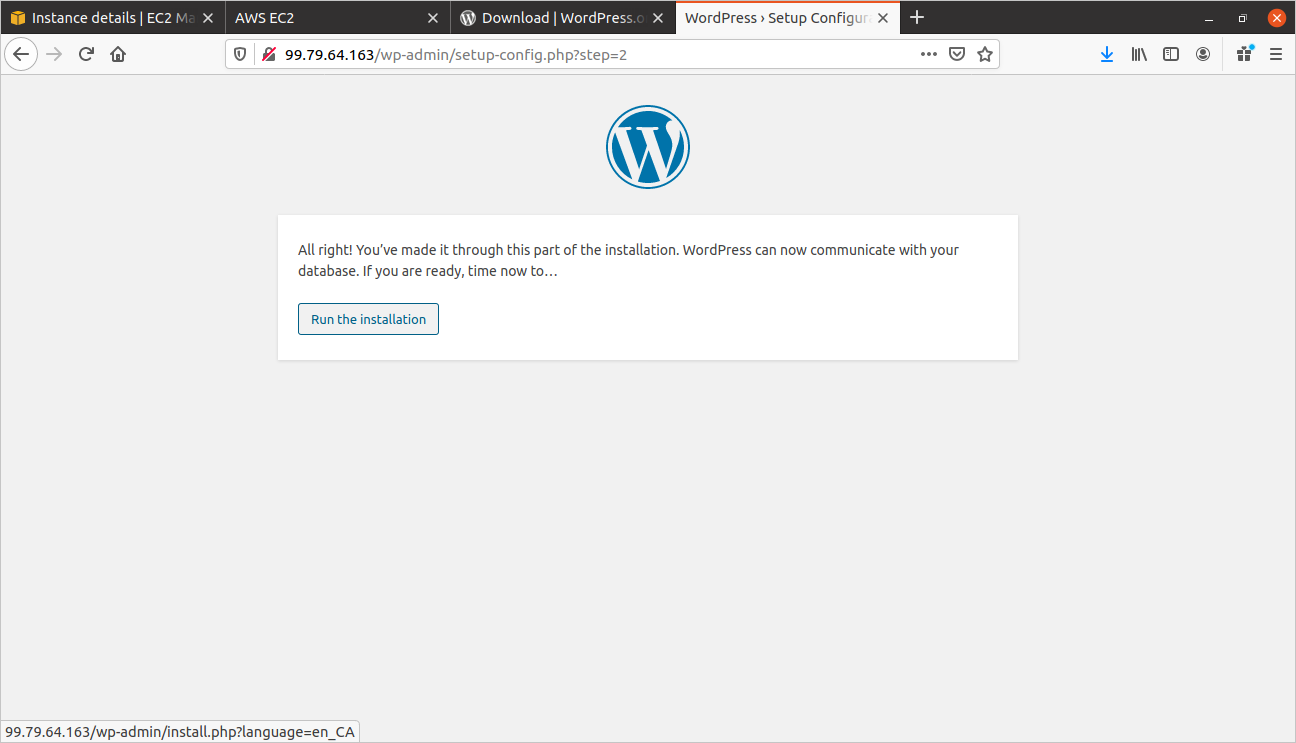 Instance details | EC2 Ma
AWS EC2
Download | WordPress.o
WordPress › Setup Configura
99.79.64.163/wp-admin/setup-config.php?step=2
All right! You’ve made it through this part of the installation. WordPress can now communicate with your
database. If you are ready, time now to…
Run the installation
99.79.64.163/wp-admin/install.php?language=en_CA